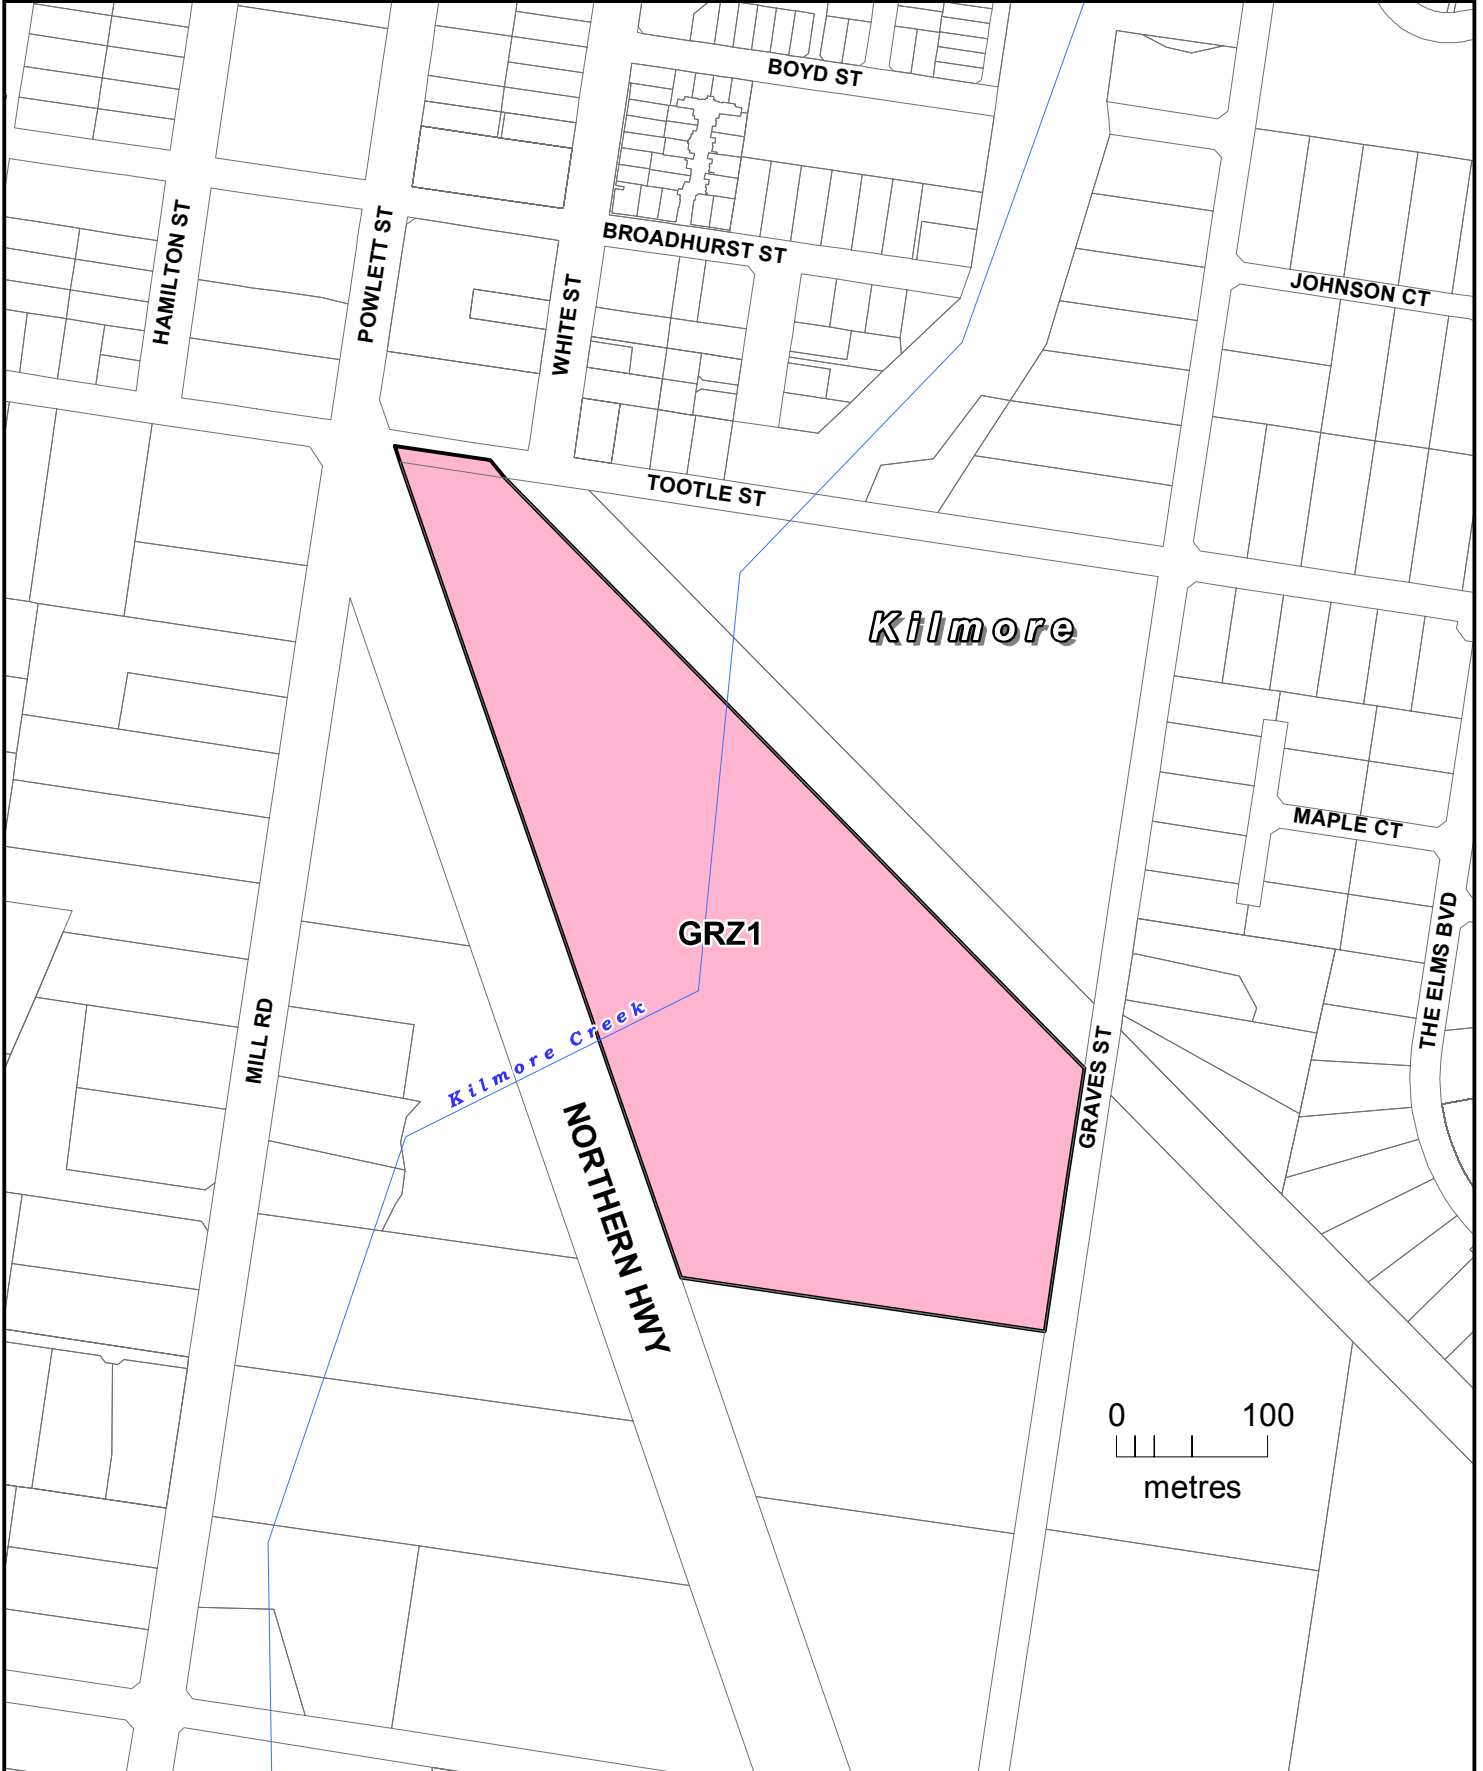 BOYD ST
HAMILTON ST
POWLETT ST
BROADHURST ST
WHITE ST
JOHNSON CT
TOOTLE ST
Kilmore
MAPLE CT
THE ELMS BVD
GRZ1
MILL RD
Kilmore Creek
GRAVES ST
NORTHERN HWY
0 100
metres